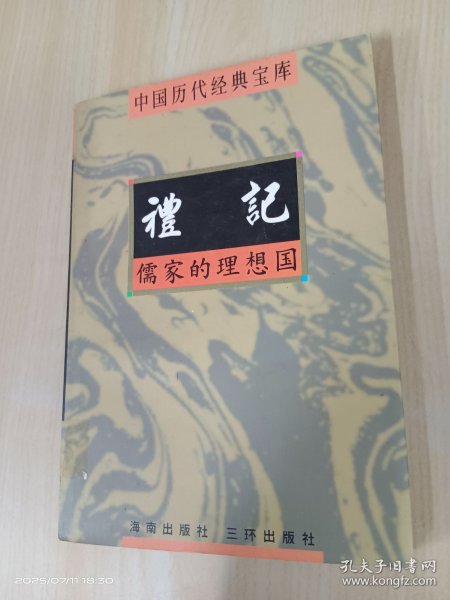 中国历代经典宝库
禮記
儒家的理想国
海南出版社 三环出版社
2025/07/11 18:30
孔夫子旧书网
www.kongfz.com